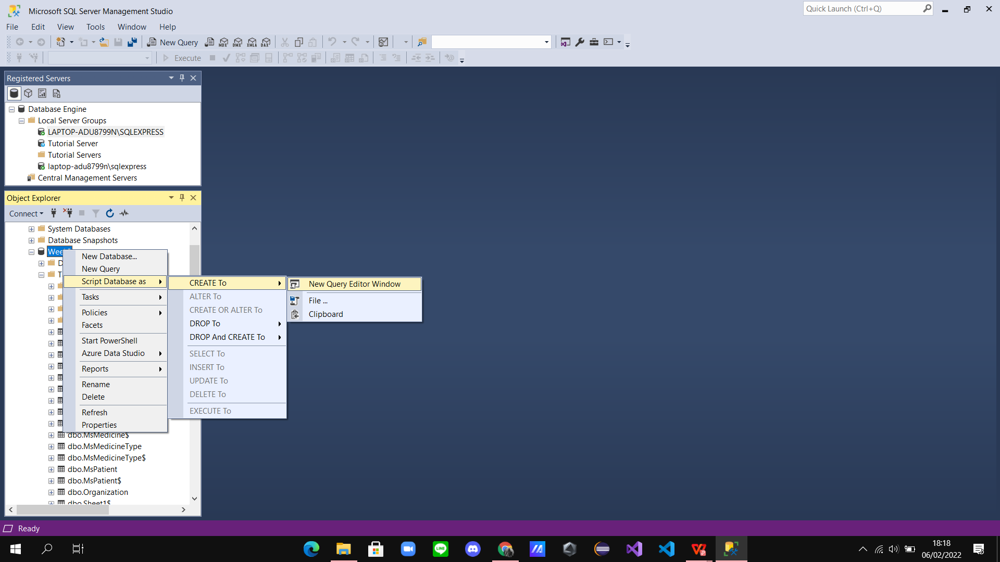 Microsoft SQL Server Management Studio
Quick Launch (Ctrl+Q)
File Edit View Tools Window Help
New Query MDX DMX XMLA DAX
Execute
Registered Servers
Database Engine
Local Server Groups
LAPTOP-ADU8799N\SQLEXPRESS
Tutorial Server
Tutorial Servers
laptop-adu8799n\sqlexpress
Central Management Servers
Object Explorer
Connect
System Databases
Database Snapshots
Wee
D
T
dbo.MsMedicine$
dbo.MsMedicineType
dbo.MsMedicineType$
dbo.MsPatient
dbo.MsPatient$
dbo.Organization
dbo.Sheet1$
New Database...
New Query
Script Database as
Tasks
Policies
Facets
Start PowerShell
Azure Data Studio
Reports
Rename
Delete
Refresh
Properties
CREATE To
ALTER To
CREATE OR ALTER To
DROP To
DROP And CREATE To
SELECT To
INSERT To
UPDATE To
DELETE To
EXECUTE To
New Query Editor Window
File ...
Clipboard
Ready
LINE
18:18
06/02/2022